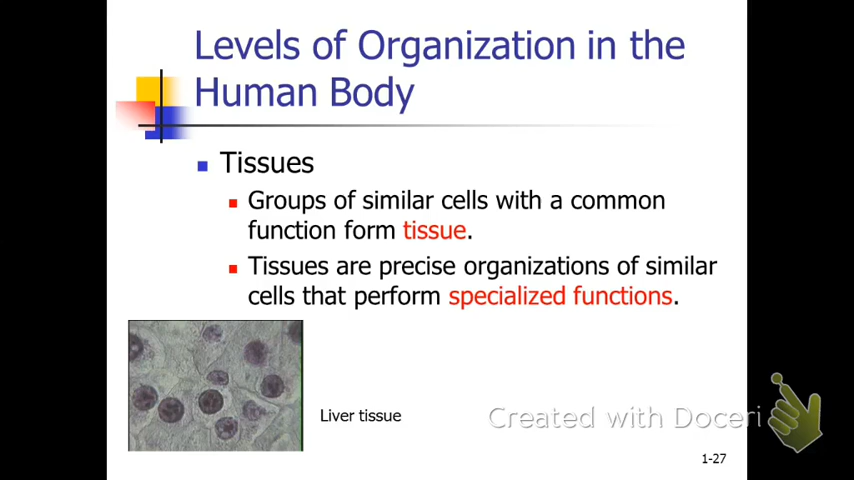 Levels of Organization in the
Human Body
Tissues
Groups of similar cells with a common
function form tissue.
Tissues are precise organizations of similar
cells that perform specialized functions.
Liver tissue
Created with Doceri
1-27